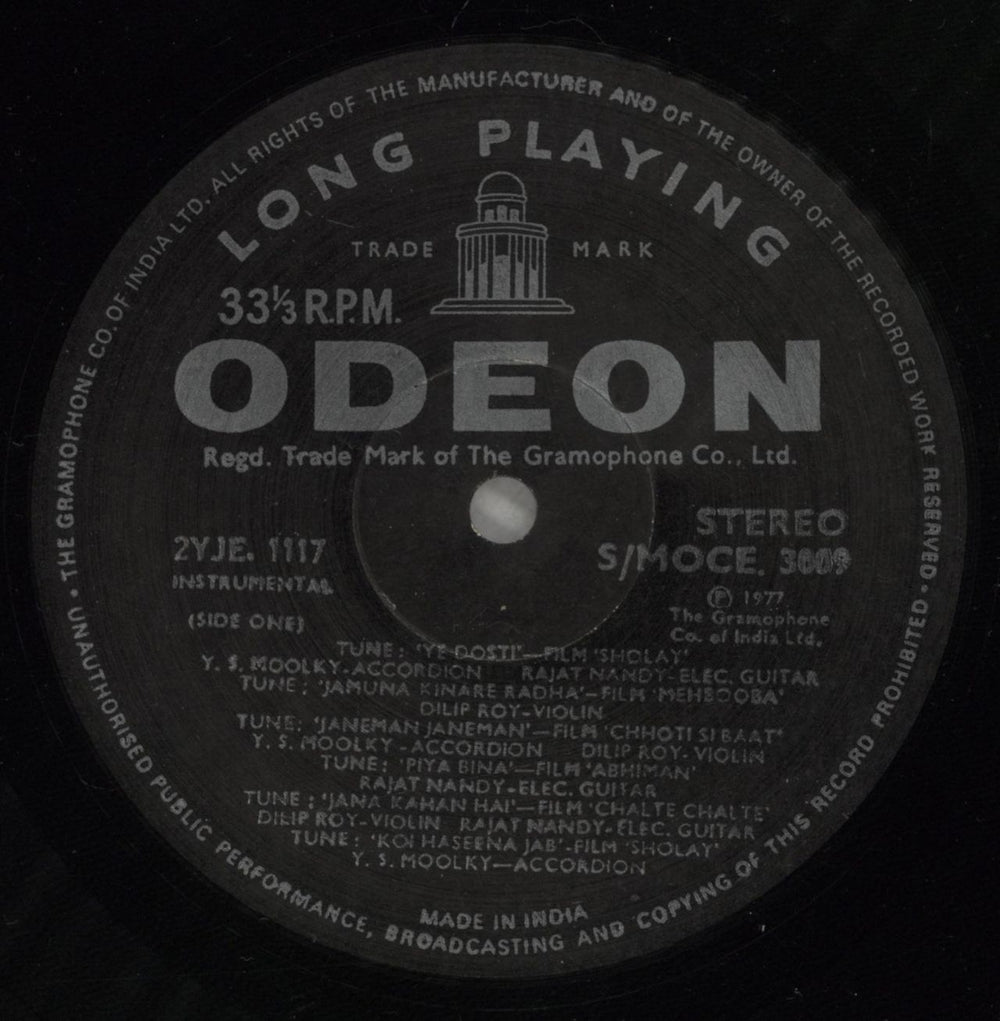 THE GRAMOPHONE CO. OF INDIA LTD. ALL RIGHTS OF THE MANUFACTURER AND OF THE OWNER OF THE RECORDED WORK RESERVED •
UNAUTHORISED PUBLIC PERFORMANCE, BROADCASTING AND COPYING OF THIS RECORD PROHIBITED •
LONG PLAYING
TRADE MARK
33⅓ R.P.M.
ODEON
Regd. Trade Mark of The Gramophone Co., Ltd.
STEREO
2YJE. 1117 S/MOCE. 3009
INSTRUMENTAL
℗ 1977
The Gramophone
(SIDE ONE) Co. of India Ltd.
TUNE : 'YE DOSTI'—FILM 'SHOLAY'
Y. S. MOOLKY-ACCORDION RAJAT NANDY-ELEC. GUITAR
TUNE : 'JAMUNA KINARE RADHA'—FILM 'MEHBOOBA'
DILIP ROY-VIOLIN
TUNE: 'JANEMAN JANEMAN'—FILM 'CHHOTI SI BAAT'
Y. S. MOOLKY - ACCORDION DILIP ROY- VIOLIN
TUNE : 'PIYA BINA'—FILM 'ABHIMAN'
RAJAT NANDY-ELEC. GUITAR
TUNE : 'JANA KAHAN HAI'—FILM 'CHALTE CHALTE'
DILIP ROY-VIOLIN RAJAT NANDY-ELEC. GUITAR
TUNE : 'KOI HASEENA JAB'-FILM 'SHOLAY'
Y. S. MOOLKY—ACCORDION
MADE IN INDIA